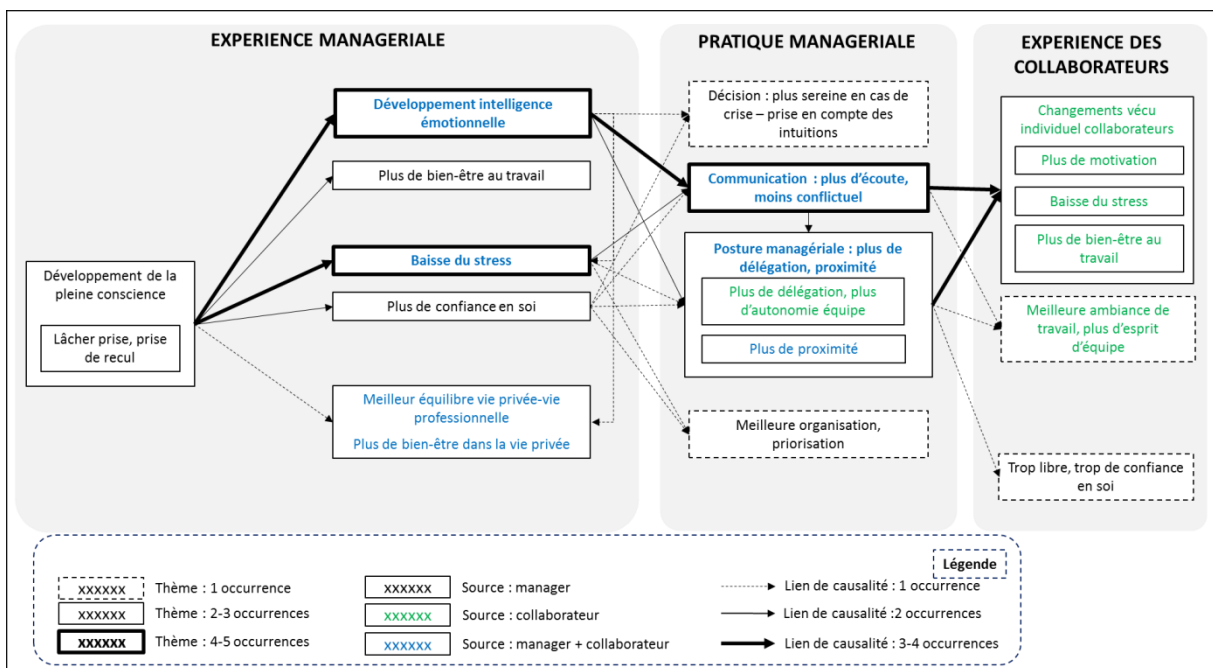 EXPERIENCE MANAGERIALE
Développement de la
pleine conscience
Lâcher prise, prise
de recul
Développement intelligence
émotionnelle
Plus de bien-être au travail
Baisse du stress
Plus de confiance en soi
Meilleur équilibre vie privée-vie
professionnelle
Plus de bien-être dans la vie privée
PRATIQUE MANAGERIALE
Décision : plus sereine en cas de
crise – prise en compte des
intuitions
Communication : plus d’écoute,
moins conflictuel
Posture managériale : plus de
délégation, proximité
Plus de délégation, plus
d’autonomie équipe
Plus de proximité
Meilleure organisation,
priorisation
EXPERIENCE DES
COLLABORATEURS
Changements vécu
individuel collaborateurs
Plus de motivation
Baisse du stress
Plus de bien-être au
travail
Meilleure ambiance de
travail, plus d’esprit
d’équipe
Trop libre, trop de confiance
en soi
Légende
xxxxxx Thème : 1 occurrence
xxxxxx Thème : 2-3 occurrences
xxxxxx Thème : 4-5 occurrences
xxxxxx Source : manager
xxxxxx Source : collaborateur
xxxxxx Source : manager + collaborateur
Lien de causalité : 1 occurrence
Lien de causalité :2 occurrences
Lien de causalité : 3-4 occurrences